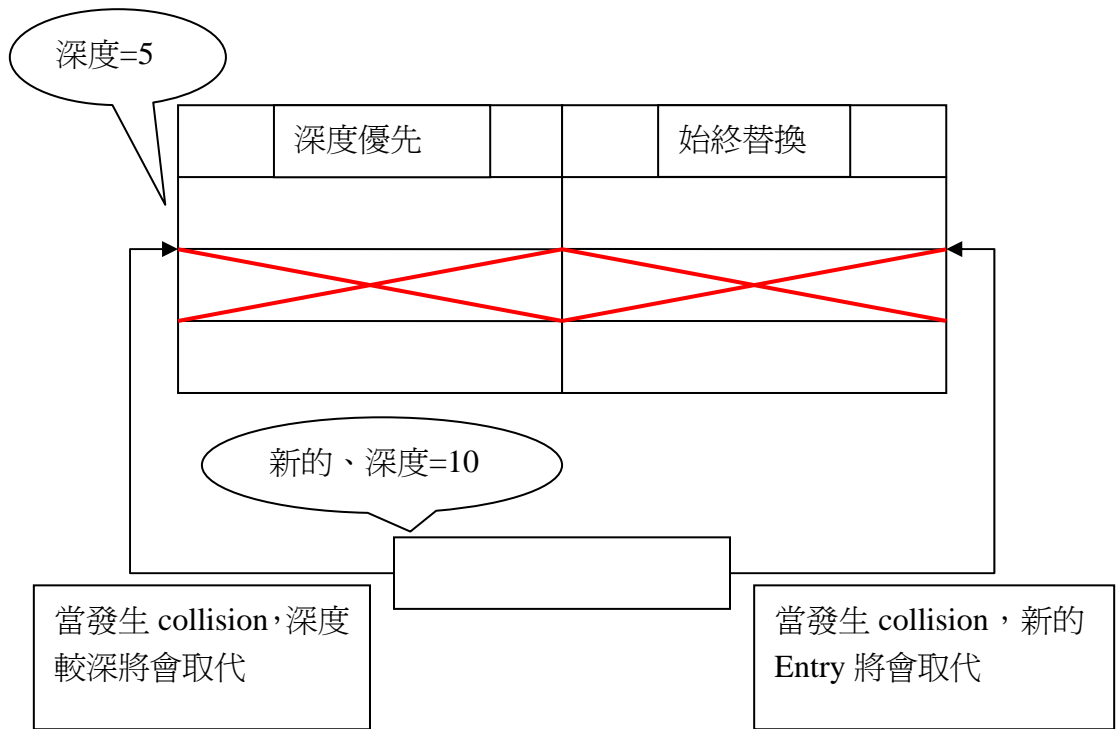 深度=5
深度優先
始終替換
新的、深度=10
當發生 collision，深度
較深將會取代
當發生 collision，新的
Entry 將會取代